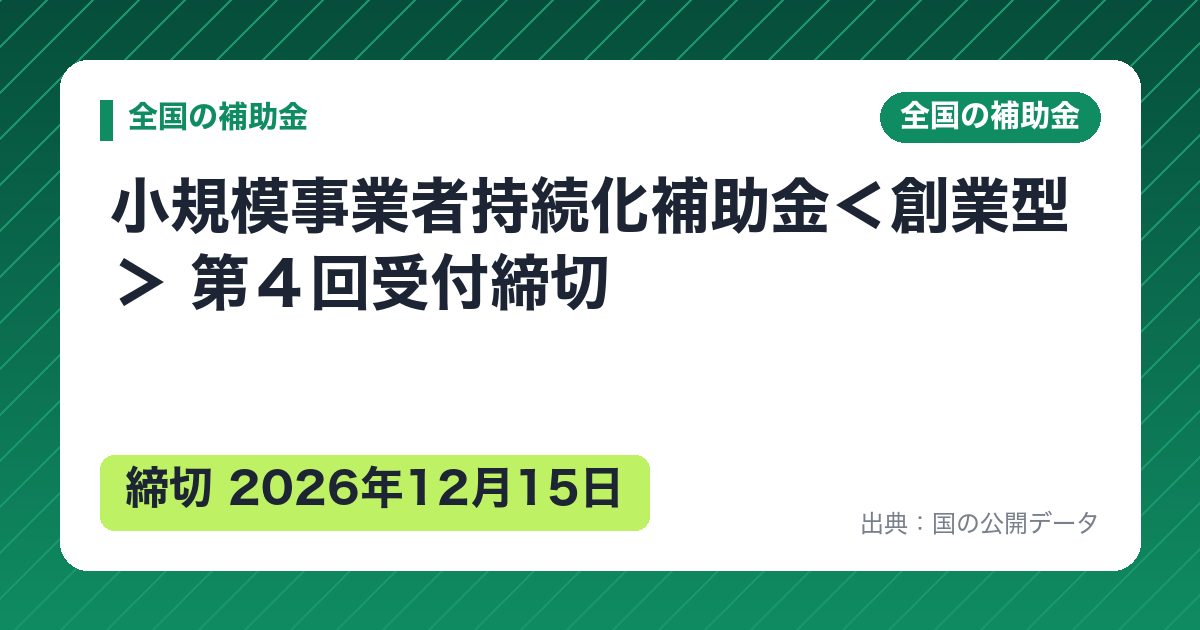 全国の補助金
全国の補助金
小規模事業者持続化補助金＜創業型
＞ 第４回受付締切
締切 2026年12月15日
出典：国の公開データ